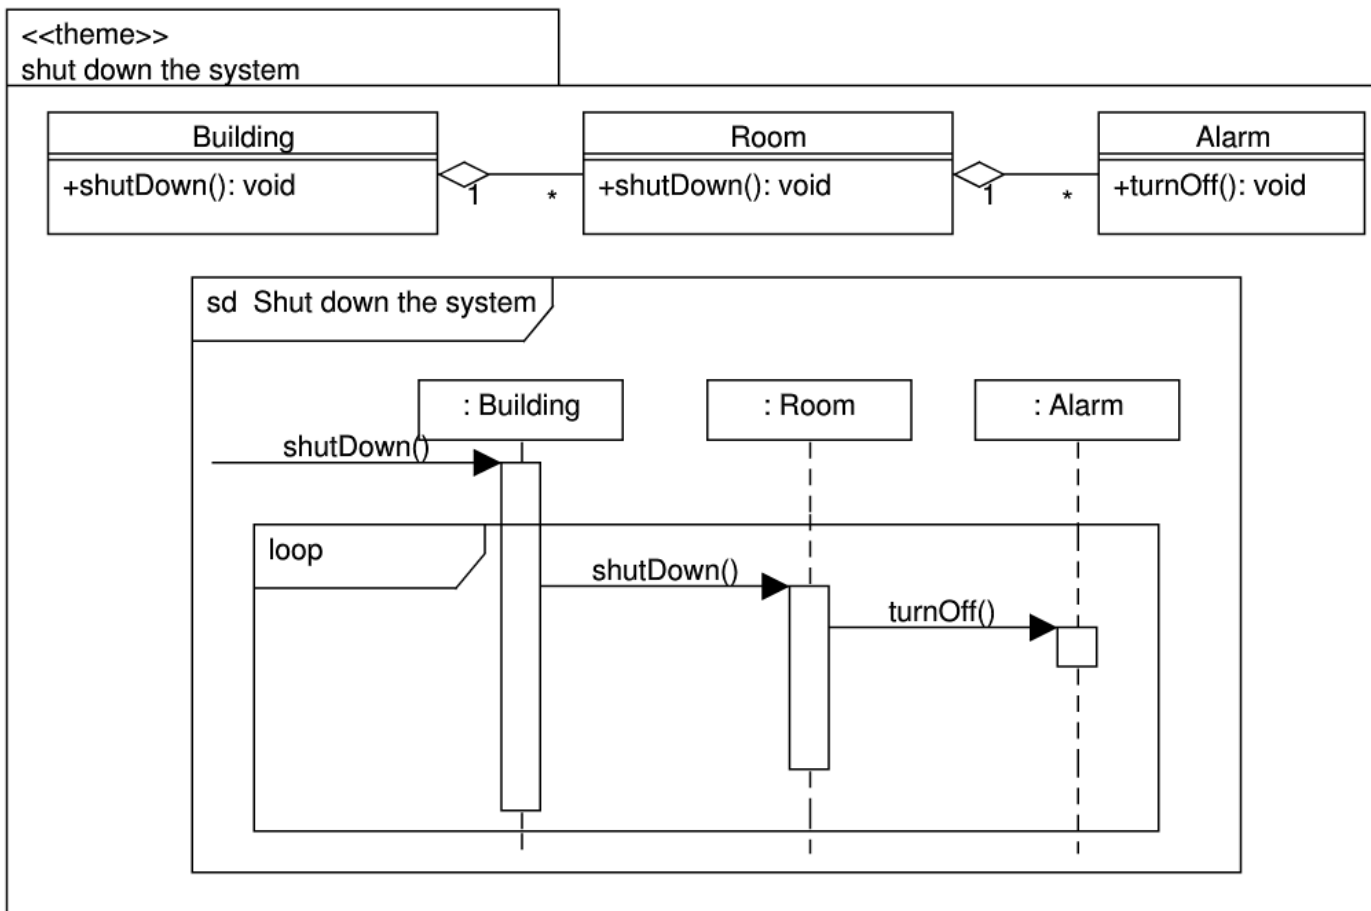 <<theme>>
shut down the system
Building
Room
Alarm
+shutDown(): void
1
*
+shutDown(): void
1
*
+turnOff(): void
sd Shut down the system
: Building
: Room
: Alarm
shutDown()
loop
shutDown()
turnOff()